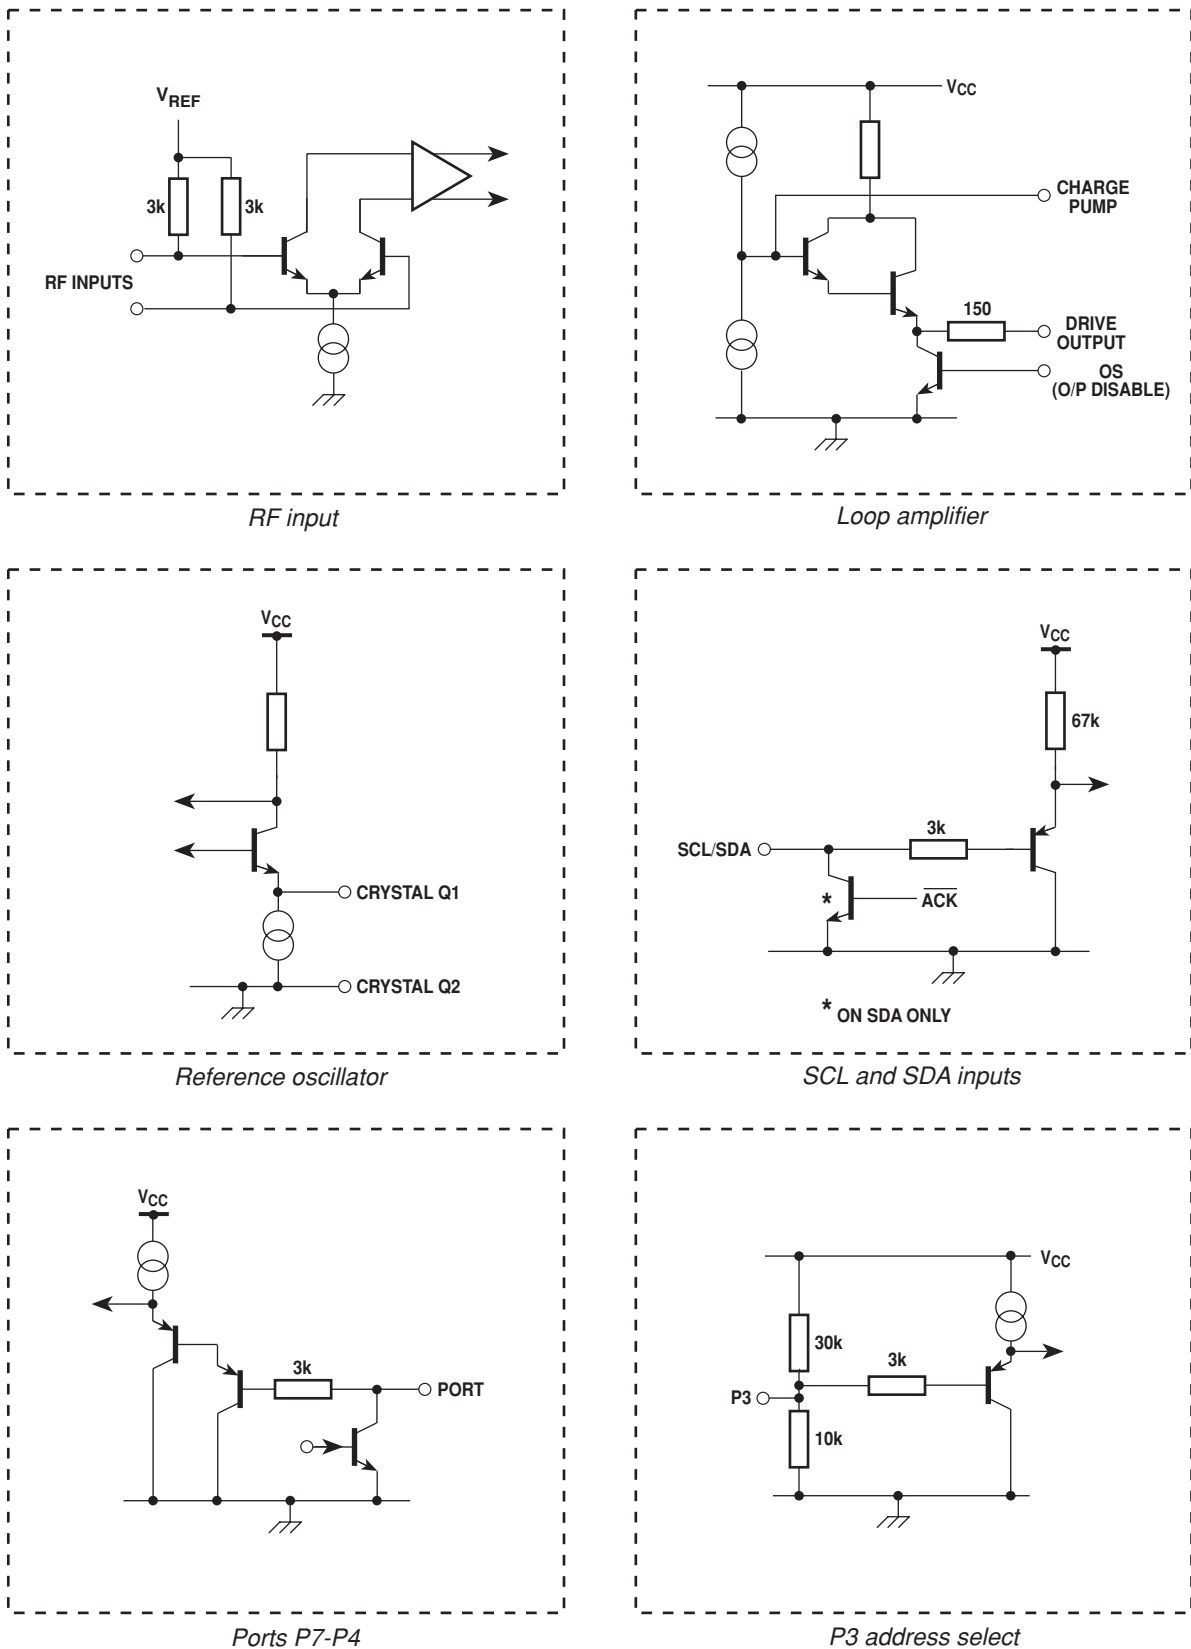 VREF
3k
3k
RF INPUTS
RF input
VCC
CHARGE
PUMP
150
DRIVE
OUTPUT
OS
(O/P DISABLE)
Loop amplifier
VCC
CRYSTAL Q1
CRYSTAL Q2
Reference oscillator
VCC
67k
3k
SCL/SDA
*
ACK
* ON SDA ONLY
SCL and SDA inputs
VCC
3k
PORT
Ports P7-P4
VCC
30k
3k
P3
10k
P3 address select